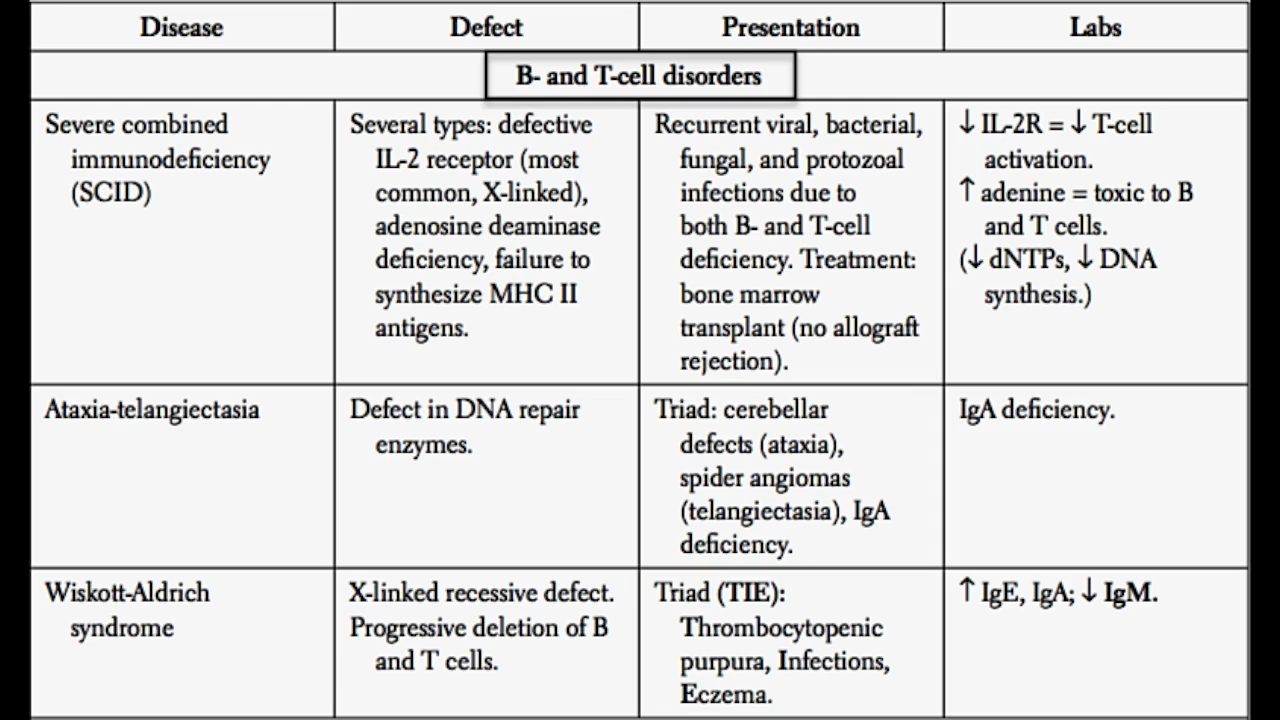 Disease Defect Presentation Labs
B- and T-cell disorders
Severe combined
immunodeficiency
(SCID)
Several types: defective
IL-2 receptor (most
common, X-linked),
adenosine deaminase
deficiency, failure to
synthesize MHC II
antigens.
Recurrent viral, bacterial,
fungal, and protozoal
infections due to
both B- and T-cell
deficiency. Treatment:
bone marrow
transplant (no allograft
rejection).
↓ IL-2R = ↓ T-cell
activation.
↑ adenine = toxic to B
and T cells.
(↓ dNTPs, ↓ DNA
synthesis.)
Ataxia-telangiectasia
Defect in DNA repair
enzymes.
Triad: cerebellar
defects (ataxia),
spider angiomas
(telangiectasia), IgA
deficiency.
IgA deficiency.
Wiskott-Aldrich
syndrome
X-linked recessive defect.
Progressive deletion of B
and T cells.
Triad (TIE):
Thrombocytopenic
purpura, Infections,
Eczema.
↑ IgE, IgA; ↓ IgM.